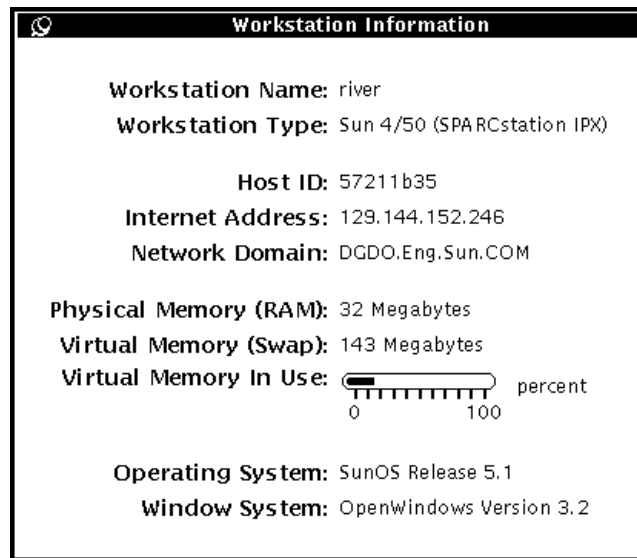 Workstation Information
Workstation Name: river
Workstation Type: Sun 4/50 (SPARCstation IPX)
Host ID: 57211b35
Internet Address: 129.144.152.246
Network Domain: DGDO.Eng.Sun.COM
Physical Memory (RAM): 32 Megabytes
Virtual Memory (Swap): 143 Megabytes
Virtual Memory In Use: percent
0 100
Operating System: SunOS Release 5.1
Window System: OpenWindows Version 3.2